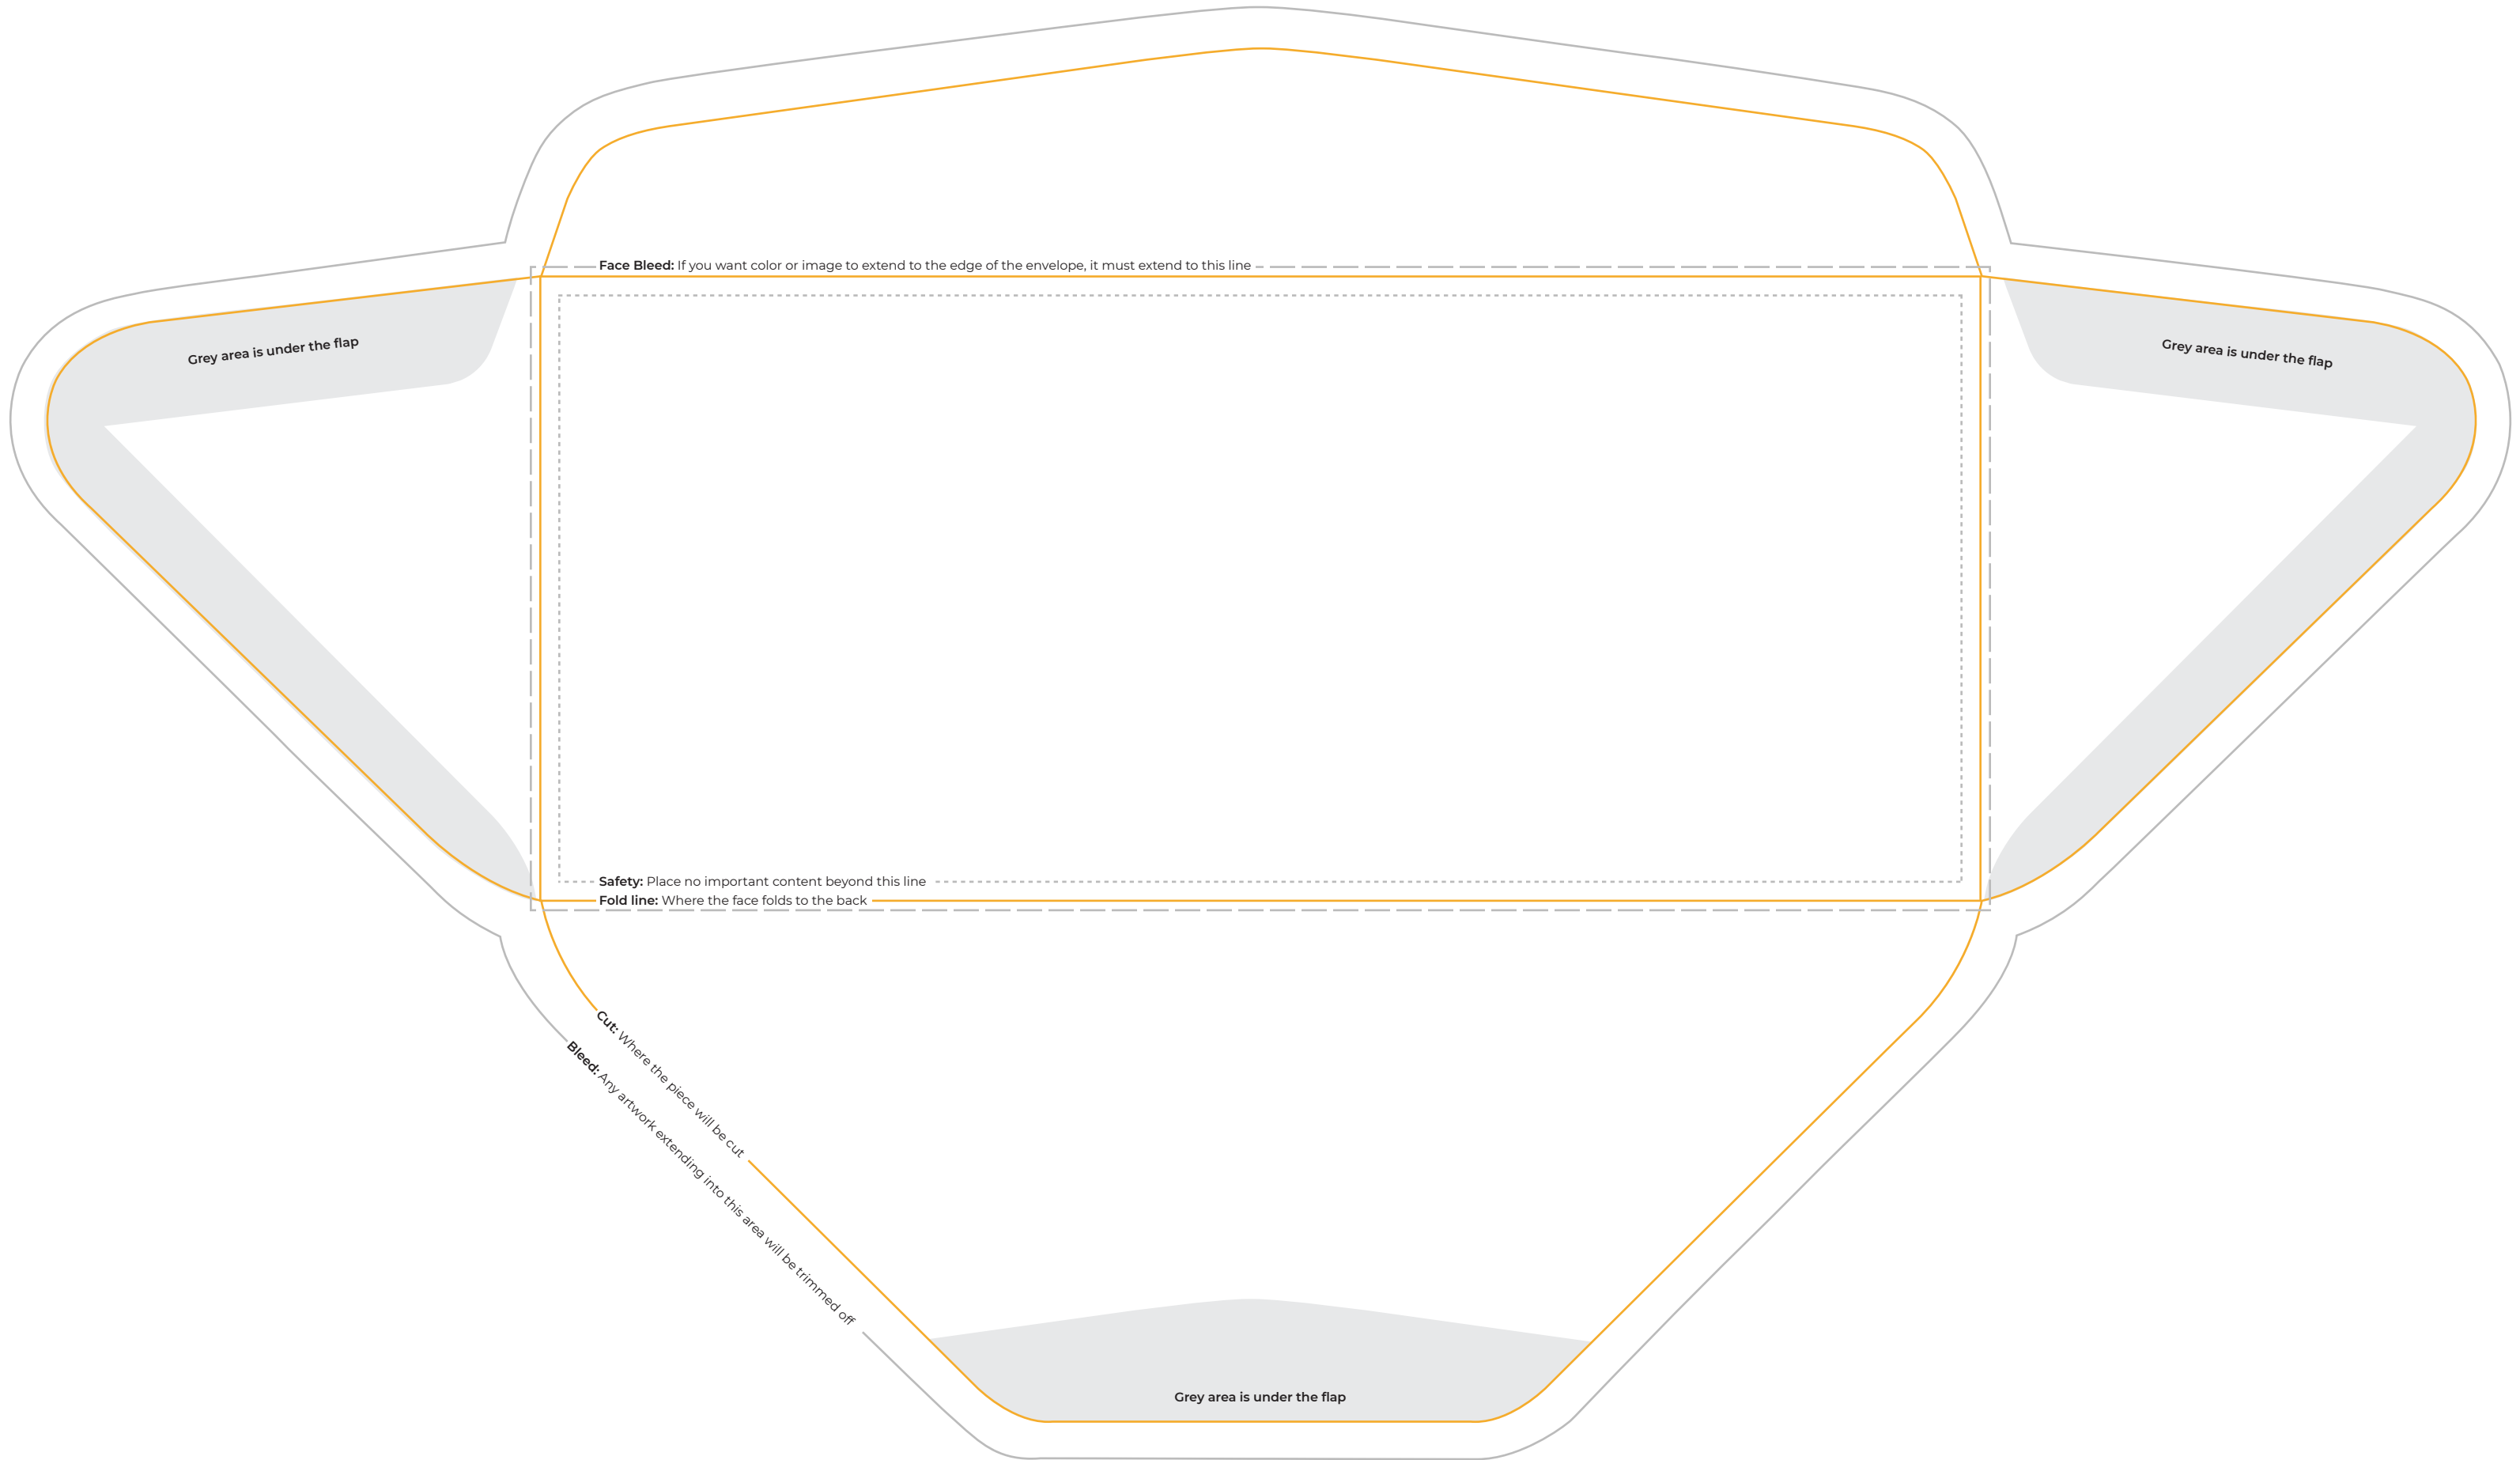 Face Bleed: If you want color or image to extend to the edge of the envelope, it must extend to this line
Grey area is under the flap
Grey area is under the flap
Safety: Place no important content beyond this line
Fold line: Where the face folds to the back
Cut: Where the piece will be cut
Bleed: Any artwork extending into this area will be trimmed off
Grey area is under the flap